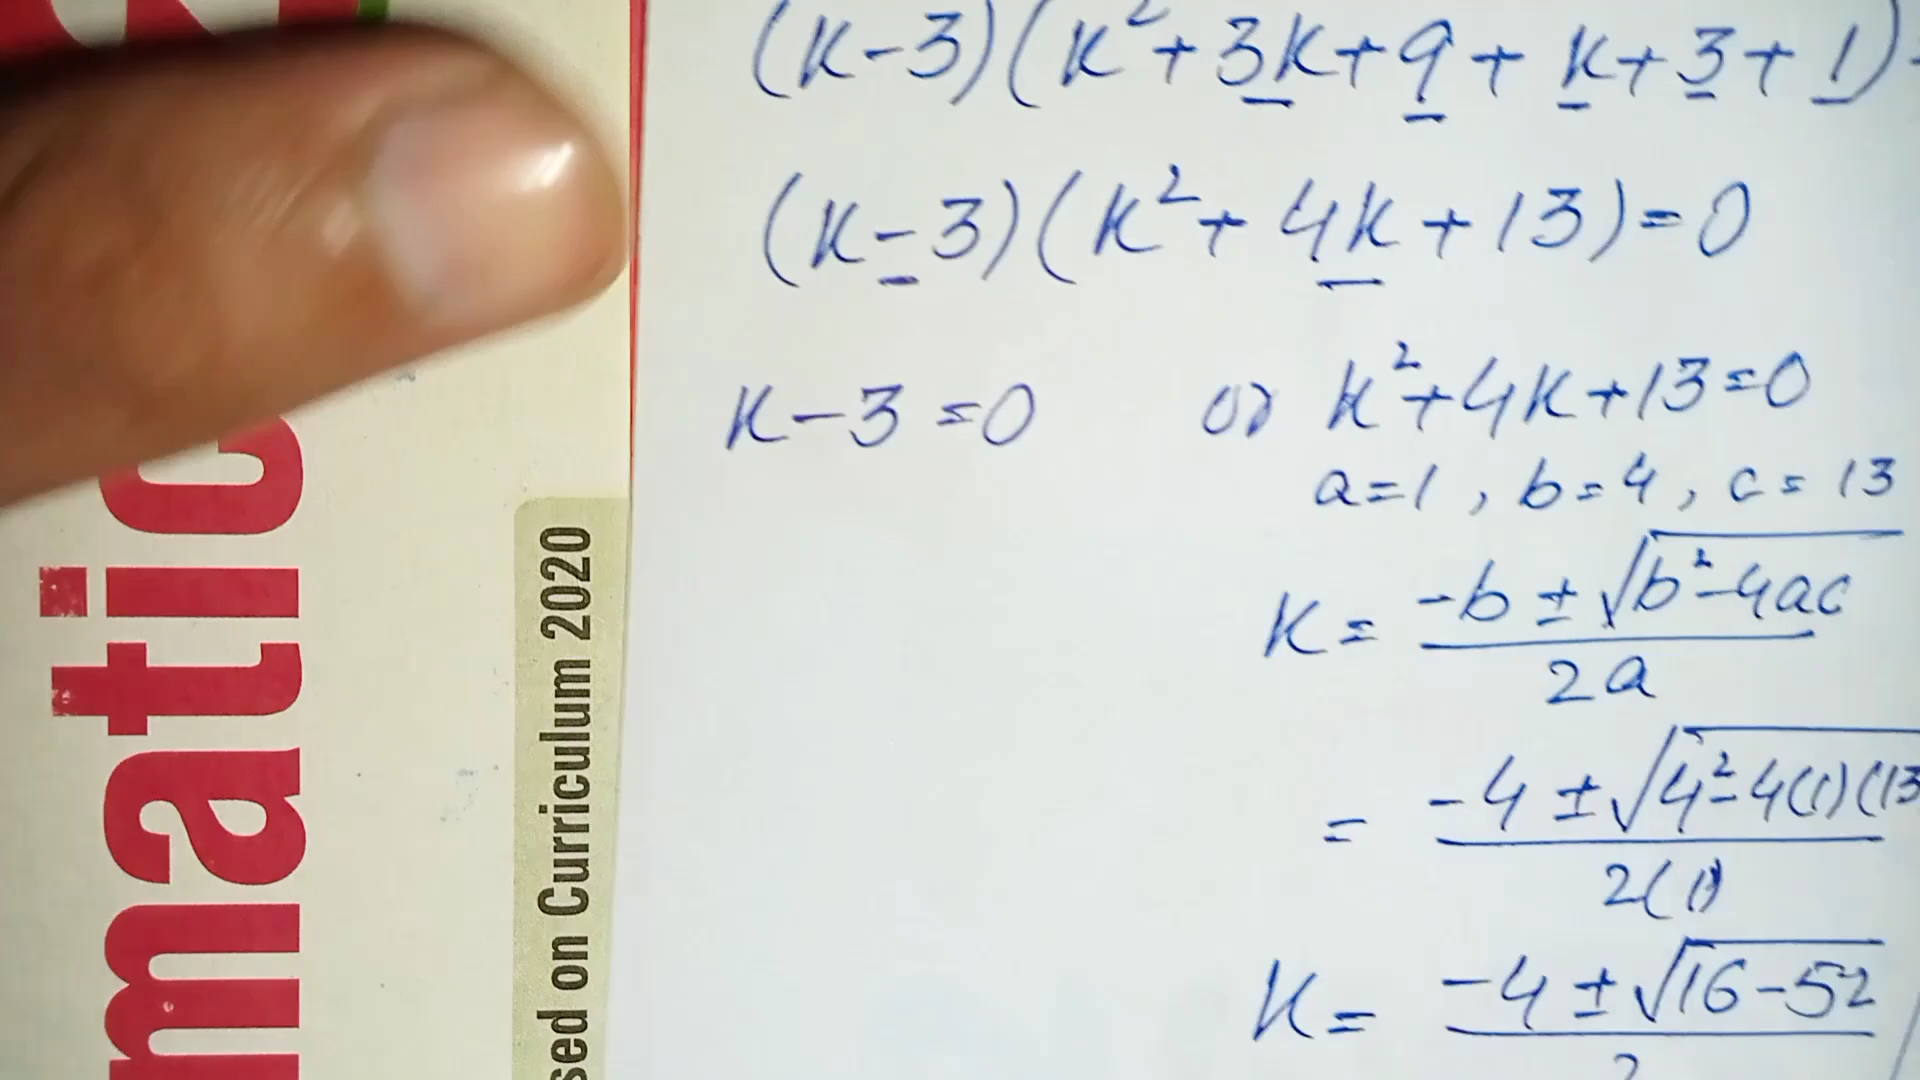 (k-3)(k²+3k+9+k+3+1)
(k-3)(k²+4k+13)=0
k-3=0 or k²+4k+13=0
a=1, b=4, c=13
k= -b±√b²-4ac / 2a
= -4±√4²-4(1)(13 / 2(1)
k= -4±√16-52 / 2
matic
sed on Curriculum 2020